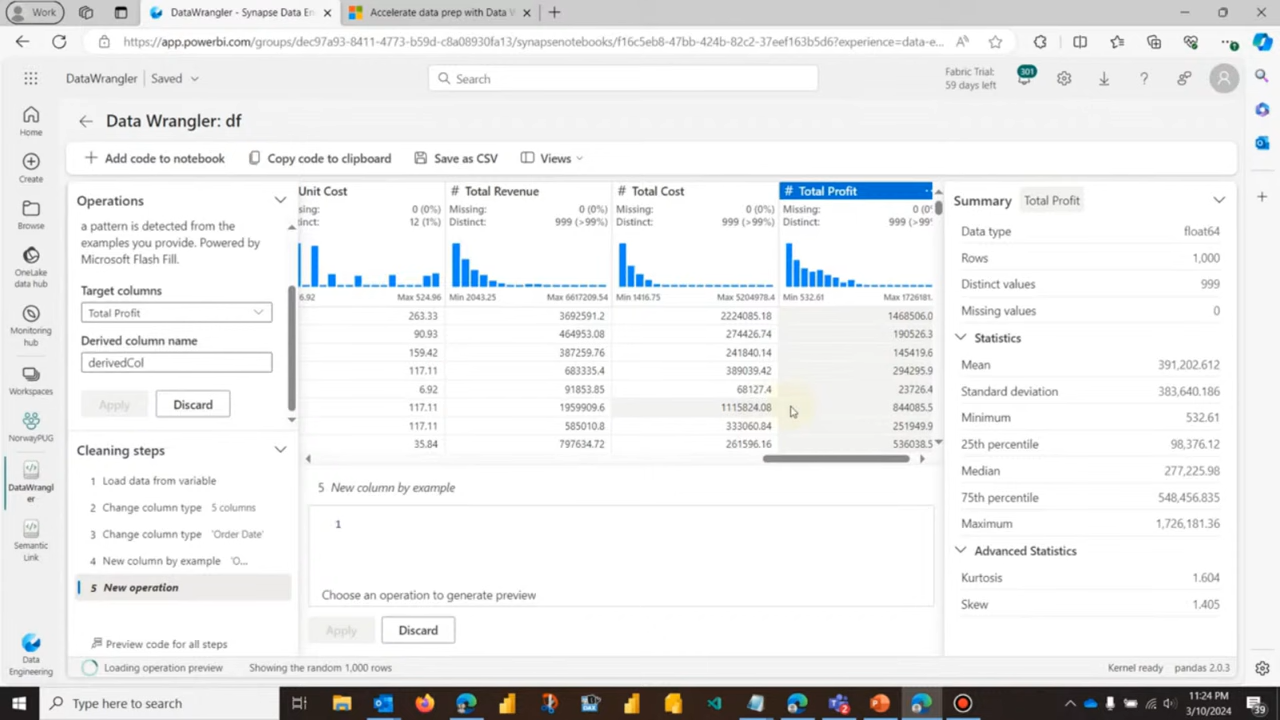 Work
DataWrangler - Synapse Data En
Accelerate data prep with Data W
https://app.powerbi.com/groups/dec97a93-8411-4773-b59d-c8a08930fa13/synapsenotebooks/f16c5eb8-47bb-424b-82c2-37eef163b5d6?experience=data-e...
DataWrangler Saved
Search
Fabric Trial:
59 days left
301
Home
Create
Browse
OneLake
data hub
Monitoring
hub
Workspaces
NorwayPUG
DataWrangl
er
Semantic
Link
Data
Engineering
Data Wrangler: df
Add code to notebook Copy code to clipboard Save as CSV Views
Operations
a pattern is detected from the
examples you provide. Powered by
Microsoft Flash Fill.
Target columns
Total Profit
Derived column name
derivedCol
Apply Discard
Cleaning steps
1 Load data from variable
2 Change column type 5 columns
3 Change column type 'Order Date'
4 New column by example 'O...
5 New operation
Preview code for all steps
Unit Cost # Total Revenue # Total Cost # Total Profit ..
sing: 0 (0%) Missing: 0 (0%) Missing: 0 (0%) Missing: 0 (0%
tinct: 12 (1%) Distinct: 999 (>99%) Distinct: 999 (>99%) Distinct: 999 (>99%
6.92 Max 524.96 Min 2043.25 Max 6617209.54 Min 1416.75 Max 5204978.4 Min 532.61 Max 1726181.
263.33 3692591.2 2224085.18 1468506.0
90.93 464953.08 274426.74 190526.3
159.42 387259.76 241840.14 145419.6
117.11 683335.4 389039.42 294295.9
6.92 91853.85 68127.4 23726.4
117.11 1959909.6 1115824.08 844085.5
117.11 585010.8 333060.84 251949.9
35.84 797634.72 261596.16 536038.5
5 New column by example
1
Choose an operation to generate preview
Apply Discard
Summary Total Profit
Data type float64
Rows 1,000
Distinct values 999
Missing values 0
Statistics
Mean 391,202.612
Standard deviation 383,640.186
Minimum 532.61
25th percentile 98,376.12
Median 277,225.98
75th percentile 548,456.835
Maximum 1,726,181.36
Advanced Statistics
Kurtosis 1.604
Skew 1.405
Loading operation preview Showing the random 1,000 rows Kernel ready pandas 2.0.3
Type here to search
11:24 PM
3/10/2024
39